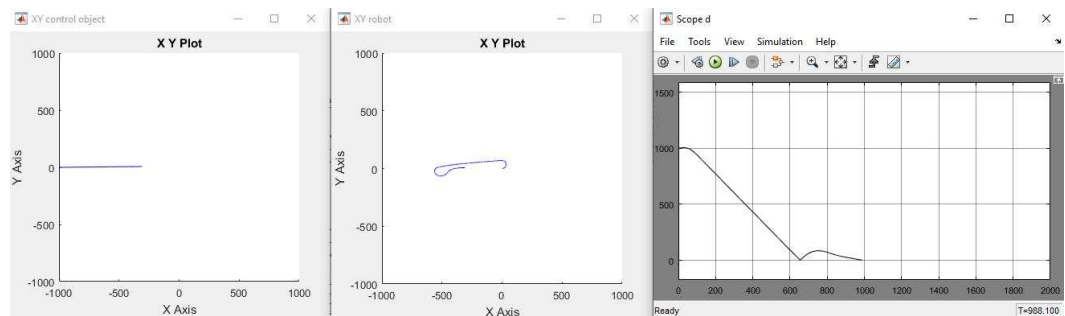 XY control object
X Y Plot
1000
500
0
-500
-1000
-1000
-500
0
500
1000
Y Axis
X Axis
XY robot
X Y Plot
1000
500
0
-500
-1000
-1000
-500
0
500
1000
Y Axis
X Axis
Scope d
File Tools View Simulation Help
1500
1000
500
0
0 200 400 600 800 1000 1200 1400 1600 1800 2000
Ready
T=988.100